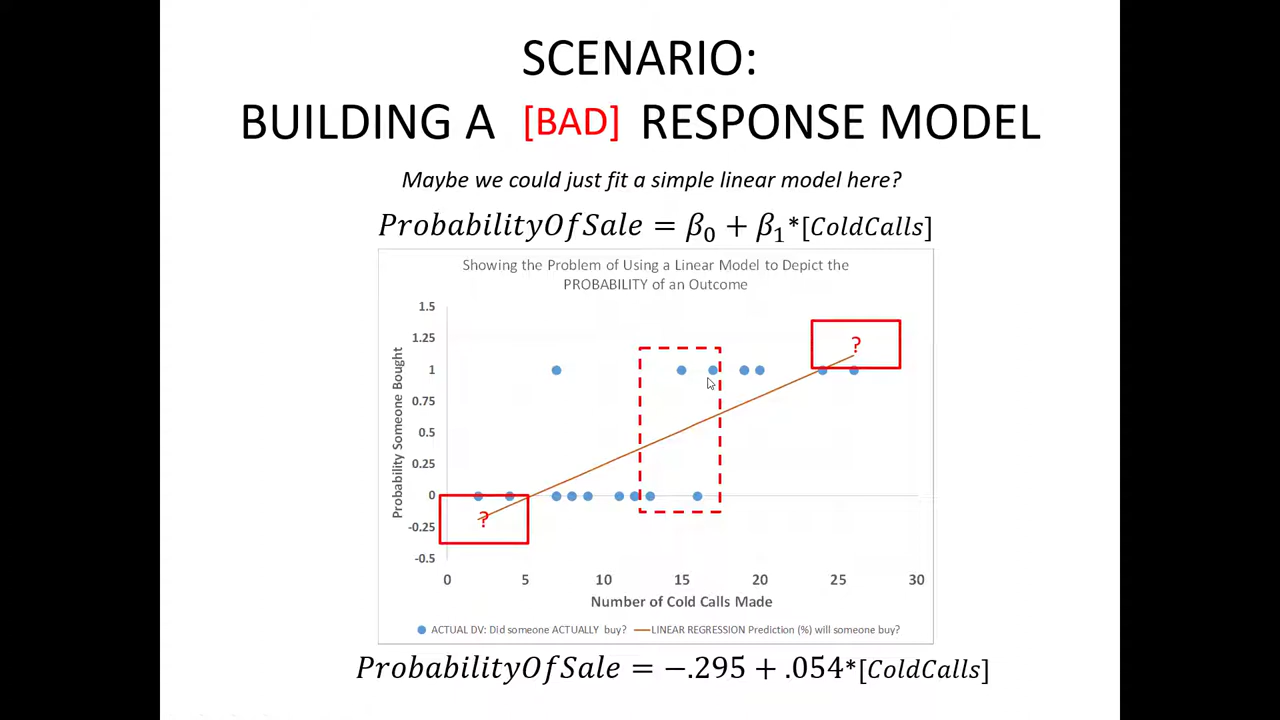 SCENARIO:
BUILDING A [BAD] RESPONSE MODEL
Maybe we could just fit a simple linear model here?
ProbabilityOfSale = β₀ + β₁*[ColdCalls]
Showing the Problem of Using a Linear Model to Depict the
PROBABILITY of an Outcome
Probability Someone Bought
1.5
1.25
1
0.75
0.5
0.25
0
-0.25
-0.5
?
?
0 5 10 15 20 25 30
Number of Cold Calls Made
ACTUAL DV: Did someone ACTUALLY buy? LINEAR REGRESSION Prediction (%) will someone buy?
ProbabilityOfSale = −.295 + .054*[ColdCalls]